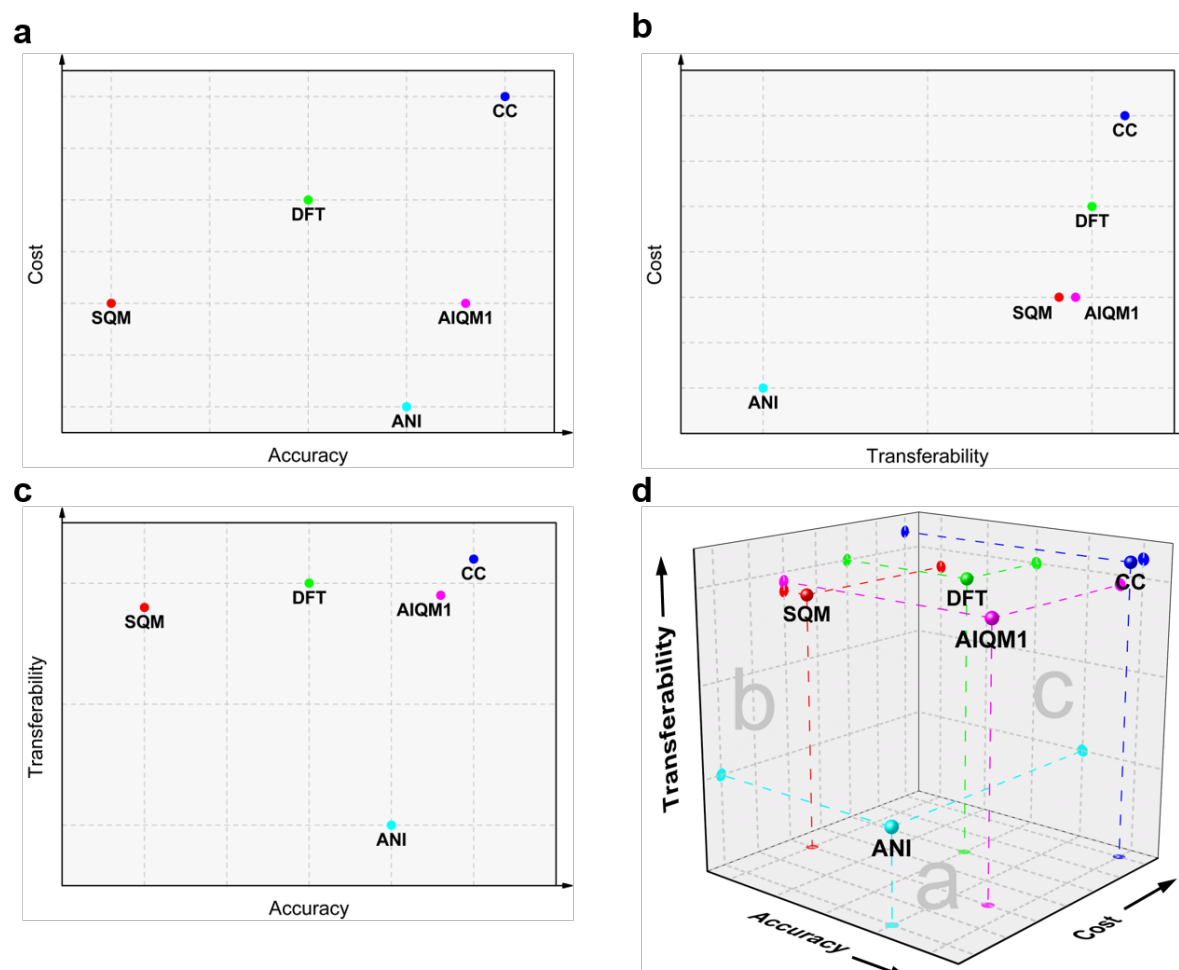 a
CC
DFT
Cost
SQM
AIQM1
ANI
Accuracy
b
CC
DFT
Cost
SQM
AIQM1
ANI
Transferability
c
CC
DFT
AIQM1
SQM
Transferability
ANI
Accuracy
d
CC
DFT
SQM
AIQM1
Transferability
b
c
ANI
a
Accuracy
Cost